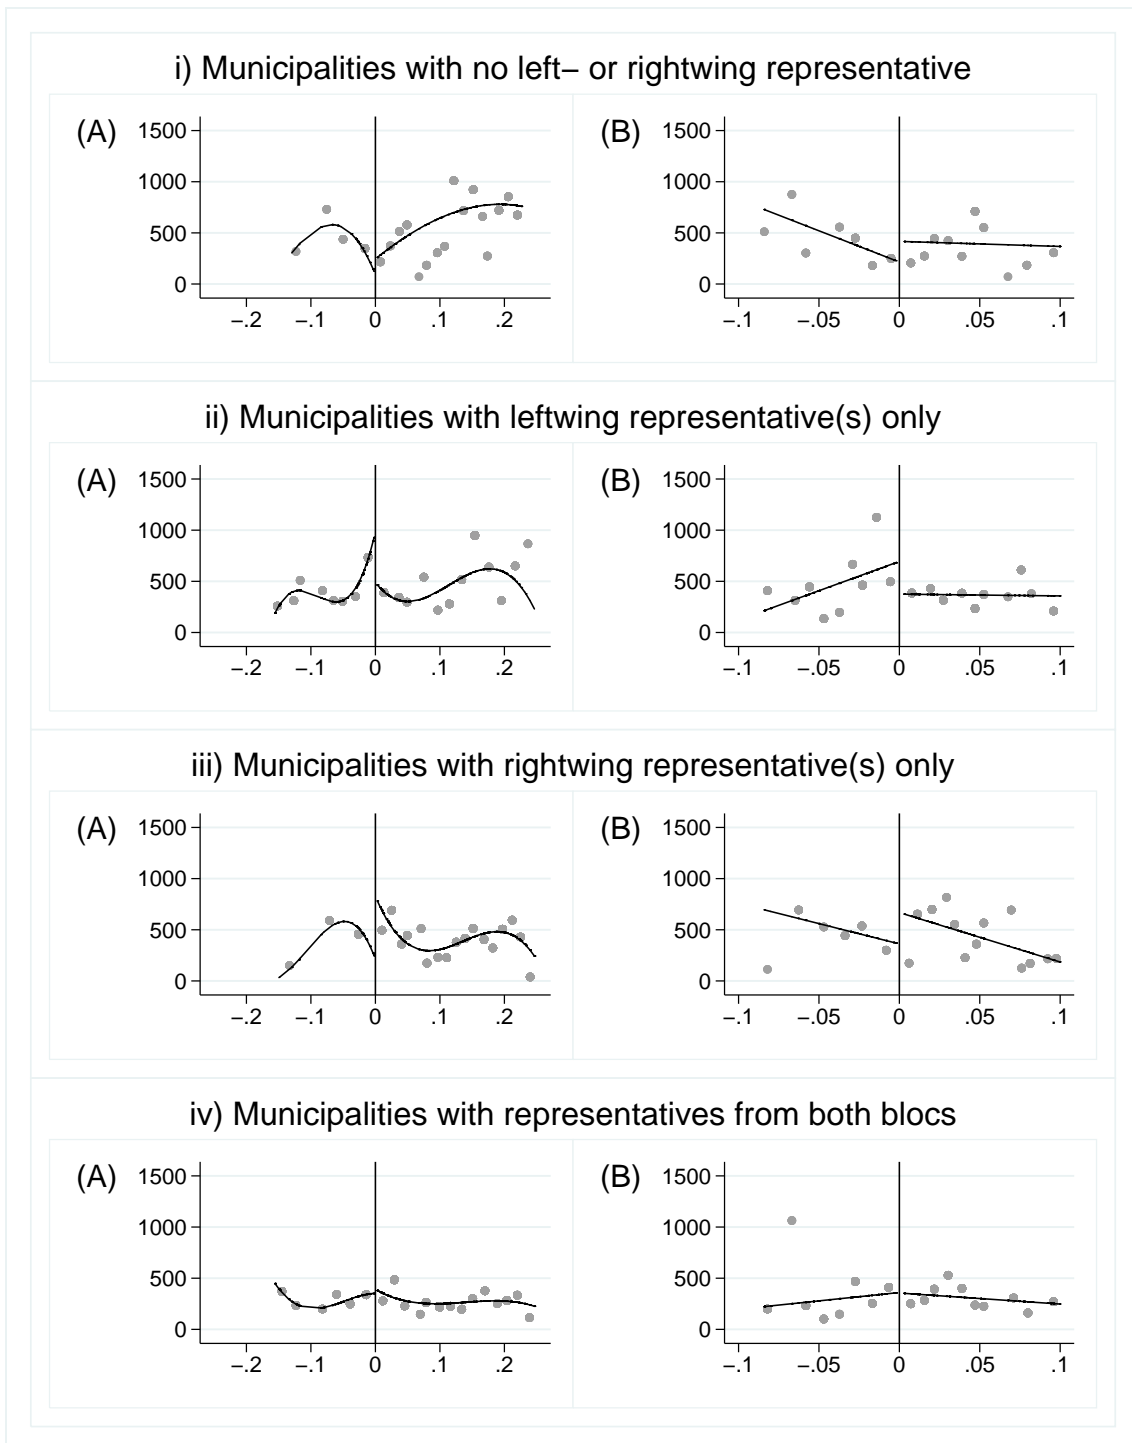 i) Municipalities with no left– or rightwing representative
(A) (B)
1500 1500
1000 1000
500 500
0 0
–.2 –.1 0 .1 .2 –.1 –.05 0 .05 .1
ii) Municipalities with leftwing representative(s) only
(A) (B)
1500 1500
1000 1000
500 500
0 0
–.2 –.1 0 .1 .2 –.1 –.05 0 .05 .1
iii) Municipalities with rightwing representative(s) only
(A) (B)
1500 1500
1000 1000
500 500
0 0
–.2 –.1 0 .1 .2 –.1 –.05 0 .05 .1
iv) Municipalities with representatives from both blocs
(A) (B)
1500 1500
1000 1000
500 500
0 0
–.2 –.1 0 .1 .2 –.1 –.05 0 .05 .1